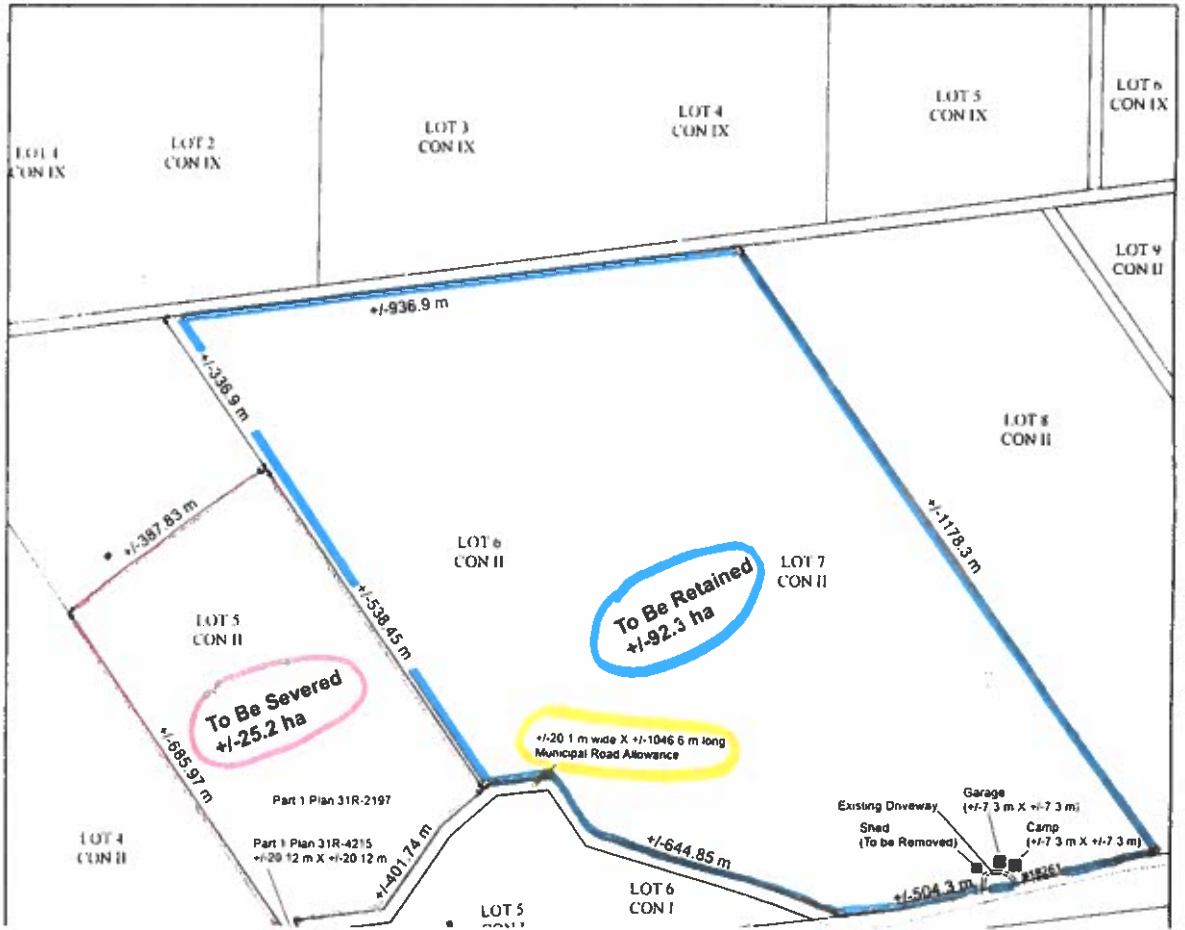 LOT 1
CON IX
LOT 2
CON IX
LOT 3
CON IX
LOT 4
CON IX
LOT 5
CON IX
LOT 6
CON IX
LOT 9
CON II
+/-936.9 m
+/-336.9 m
LOT 8
CON II
+/-387.83 m
+/-1178.3 m
LOT 6
CON II
LOT 7
CON II
To Be Retained
+/-92.3 ha
+/-538.45 m
LOT 5
CON II
To Be Severed
+/-25.2 ha
+/-20.1 m wide X +/-1046.6 m long
Municipal Road Allowance
+/-685.97 m
Part 1 Plan 31R-2197
Part 1 Plan 31R-4215
+/-20.12 m X +/-20.12 m
LOT 4
CON II
+/-401.74 m
+/-644.85 m
Existing Driveway
Garage
(+/-7.3 m X +/-7.3 m)
Shed
(To be Removed)
Camp
(+/-7.3 m X +/-7.3 m)
+/-504.3 m
LOT 6
CON I
LOT 5
CON I